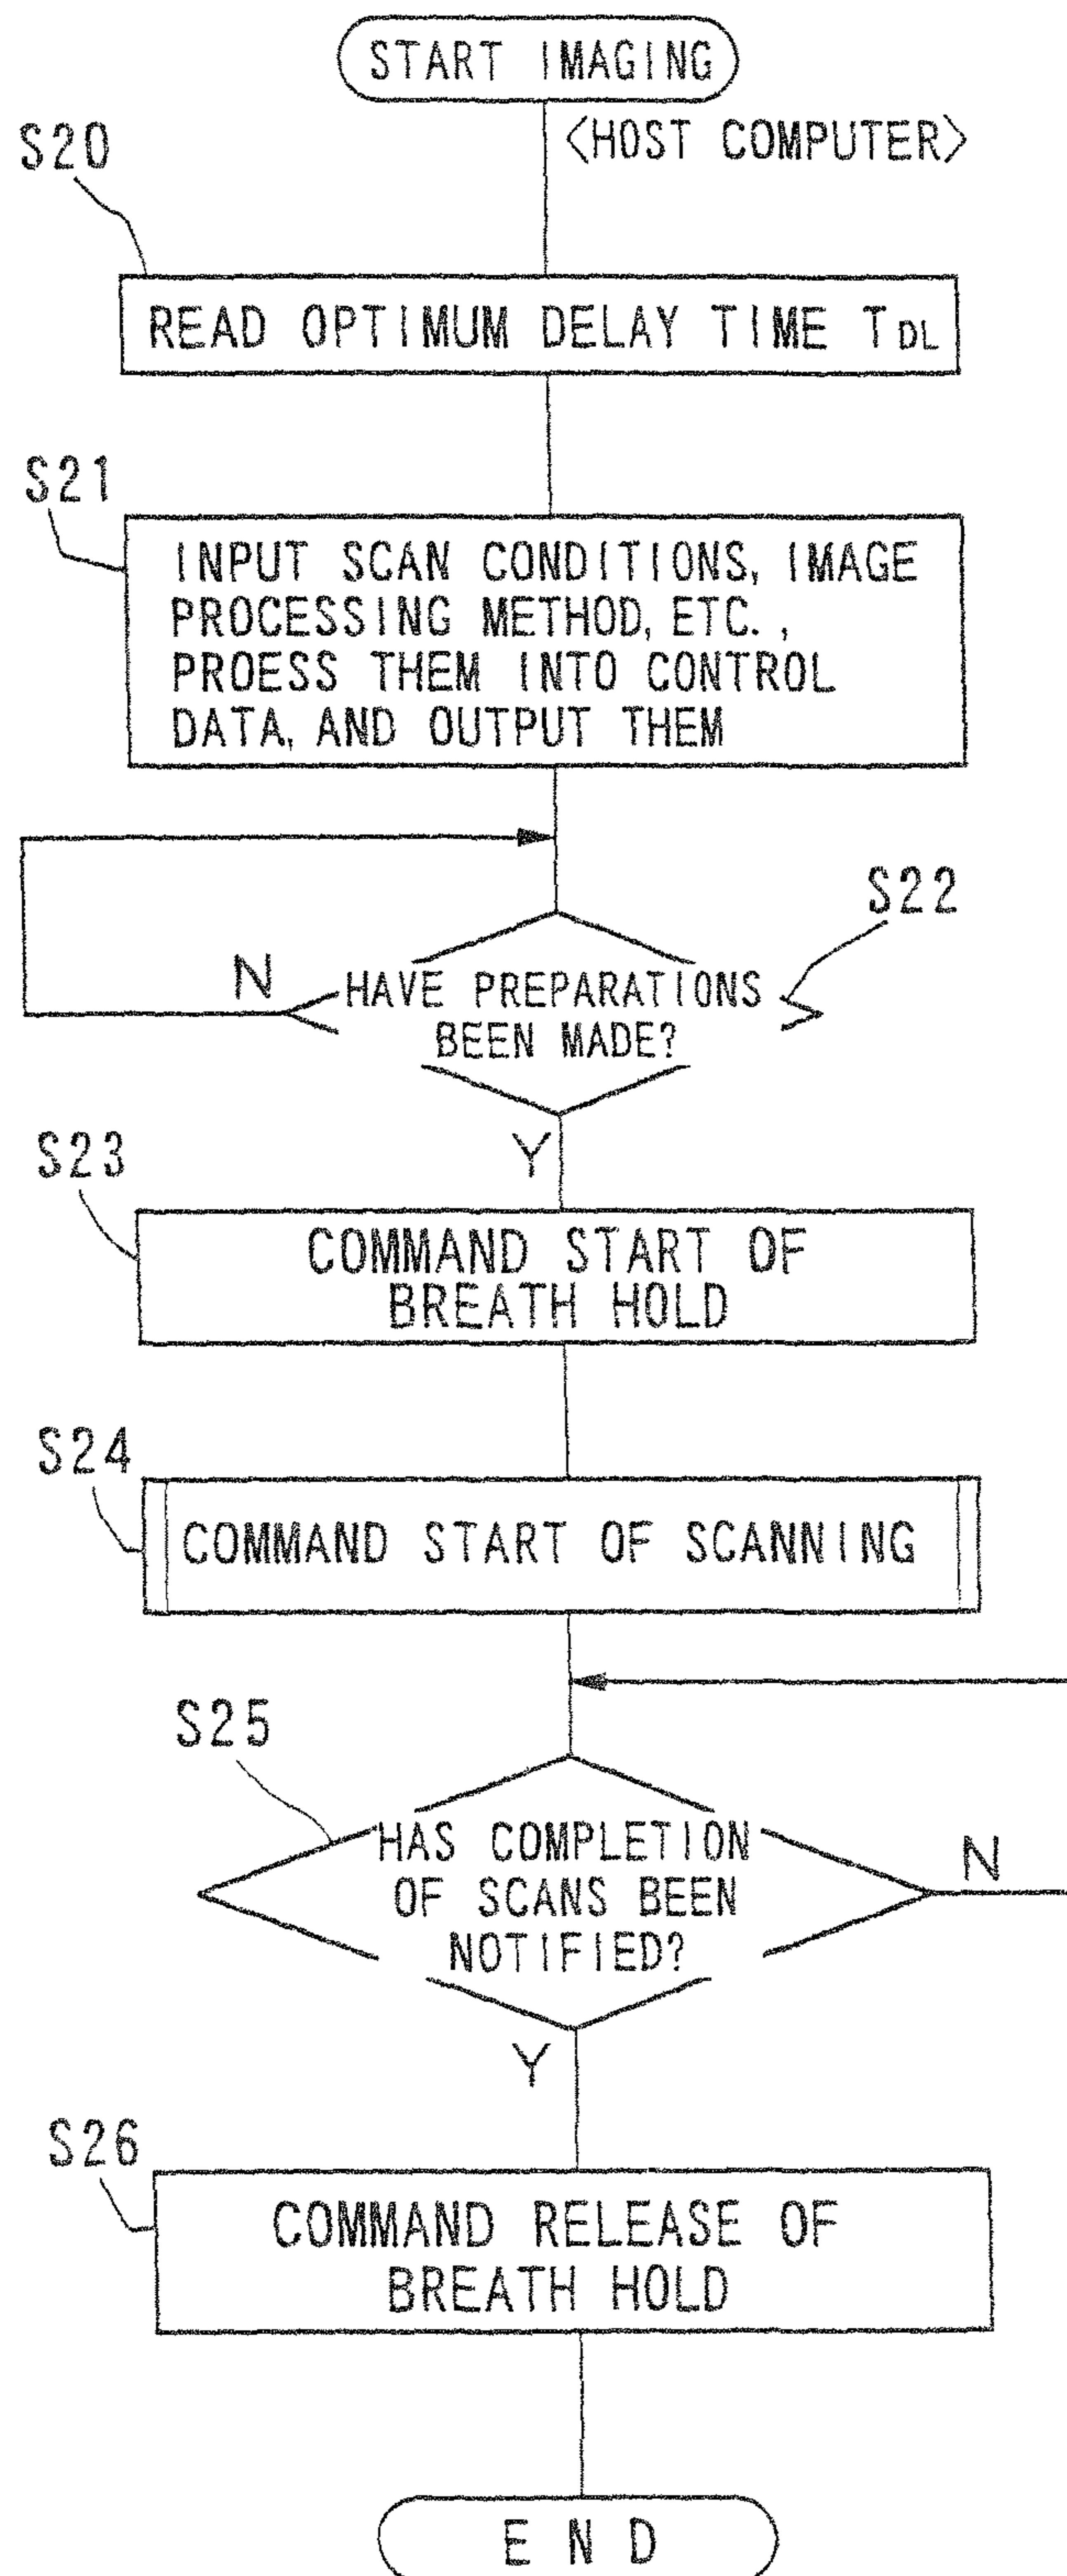 START IMAGING
<HOST COMPUTER>
S20
READ OPTIMUM DELAY TIME TDL
S21
INPUT SCAN CONDITIONS, IMAGE
PROCESSING METHOD, ETC.,
PROESS THEM INTO CONTROL
DATA, AND OUTPUT THEM
S22
N
HAVE PREPARATIONS
BEEN MADE?
Y
S23
COMMAND START OF
BREATH HOLD
S24
COMMAND START OF SCANNING
S25
HAS COMPLETION
OF SCANS BEEN
NOTIFIED?
N
Y
S26
COMMAND RELEASE OF
BREATH HOLD
END